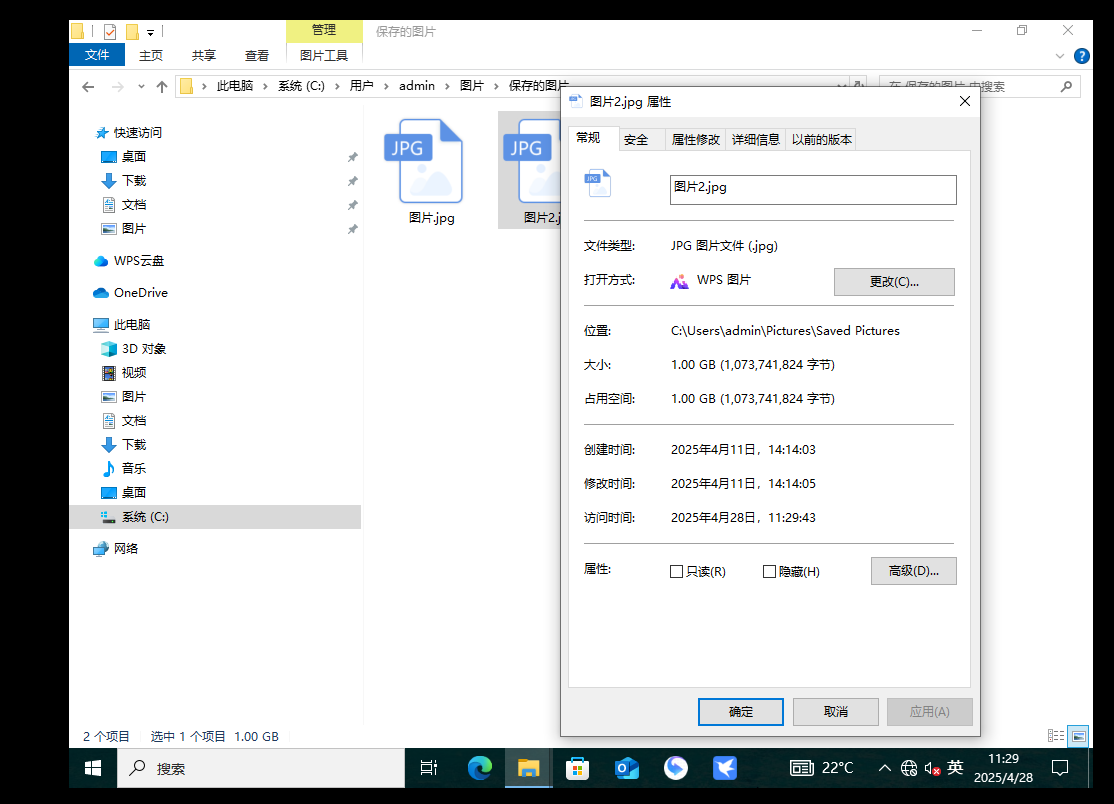 管理
保存的图片
文件
主页
共享
查看
图片工具
此电脑
系统 (C:)
用户
admin
图片
保存的图片
在 保存的图片 中搜索
快速访问
桌面
下载
文档
图片
WPS云盘
OneDrive
此电脑
3D 对象
视频
图片
文档
下载
音乐
桌面
系统 (C:)
网络
JPG
图片.jpg
JPG
图片2.j
图片2.jpg 属性
常规
安全
属性修改
详细信息
以前的版本
JPG
图片2.jpg
文件类型: JPG 图片文件 (.jpg)
打开方式: WPS 图片
更改(C)...
位置: C:\Users\admin\Pictures\Saved Pictures
大小: 1.00 GB (1,073,741,824 字节)
占用空间: 1.00 GB (1,073,741,824 字节)
创建时间: 2025年4月11日，14:14:03
修改时间: 2025年4月11日，14:14:05
访问时间: 2025年4月28日，11:29:43
属性: 只读(R) 隐藏(H)
高级(D)...
确定
取消
应用(A)
2 个项目 选中 1 个项目 1.00 GB
搜索
22°C
英
11:29
2025/4/28